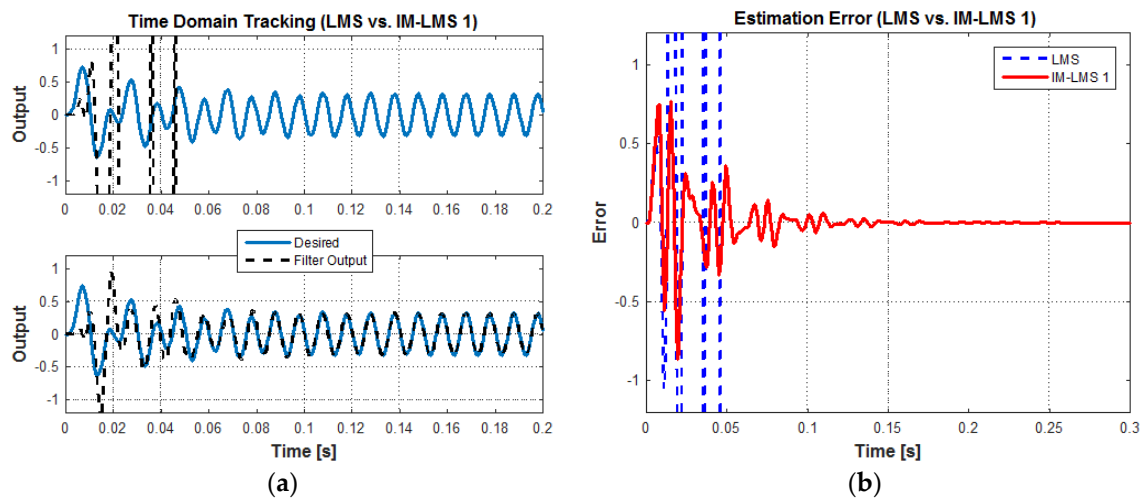 Time Domain Tracking (LMS vs. IM-LMS 1)
Output
1
0.5
0
-0.5
-1
0 0.02 0.04 0.06 0.08 0.1 0.12 0.14 0.16 0.18 0.2
Desired
Filter Output
Output
1
0.5
0
-0.5
-1
0 0.02 0.04 0.06 0.08 0.1 0.12 0.14 0.16 0.18 0.2
Time [s]
(a)
Estimation Error (LMS vs. IM-LMS 1)
LMS
IM-LMS 1
Error
1
0.5
0
-0.5
-1
0 0.05 0.1 0.15 0.2 0.25 0.3
Time [s]
(b)